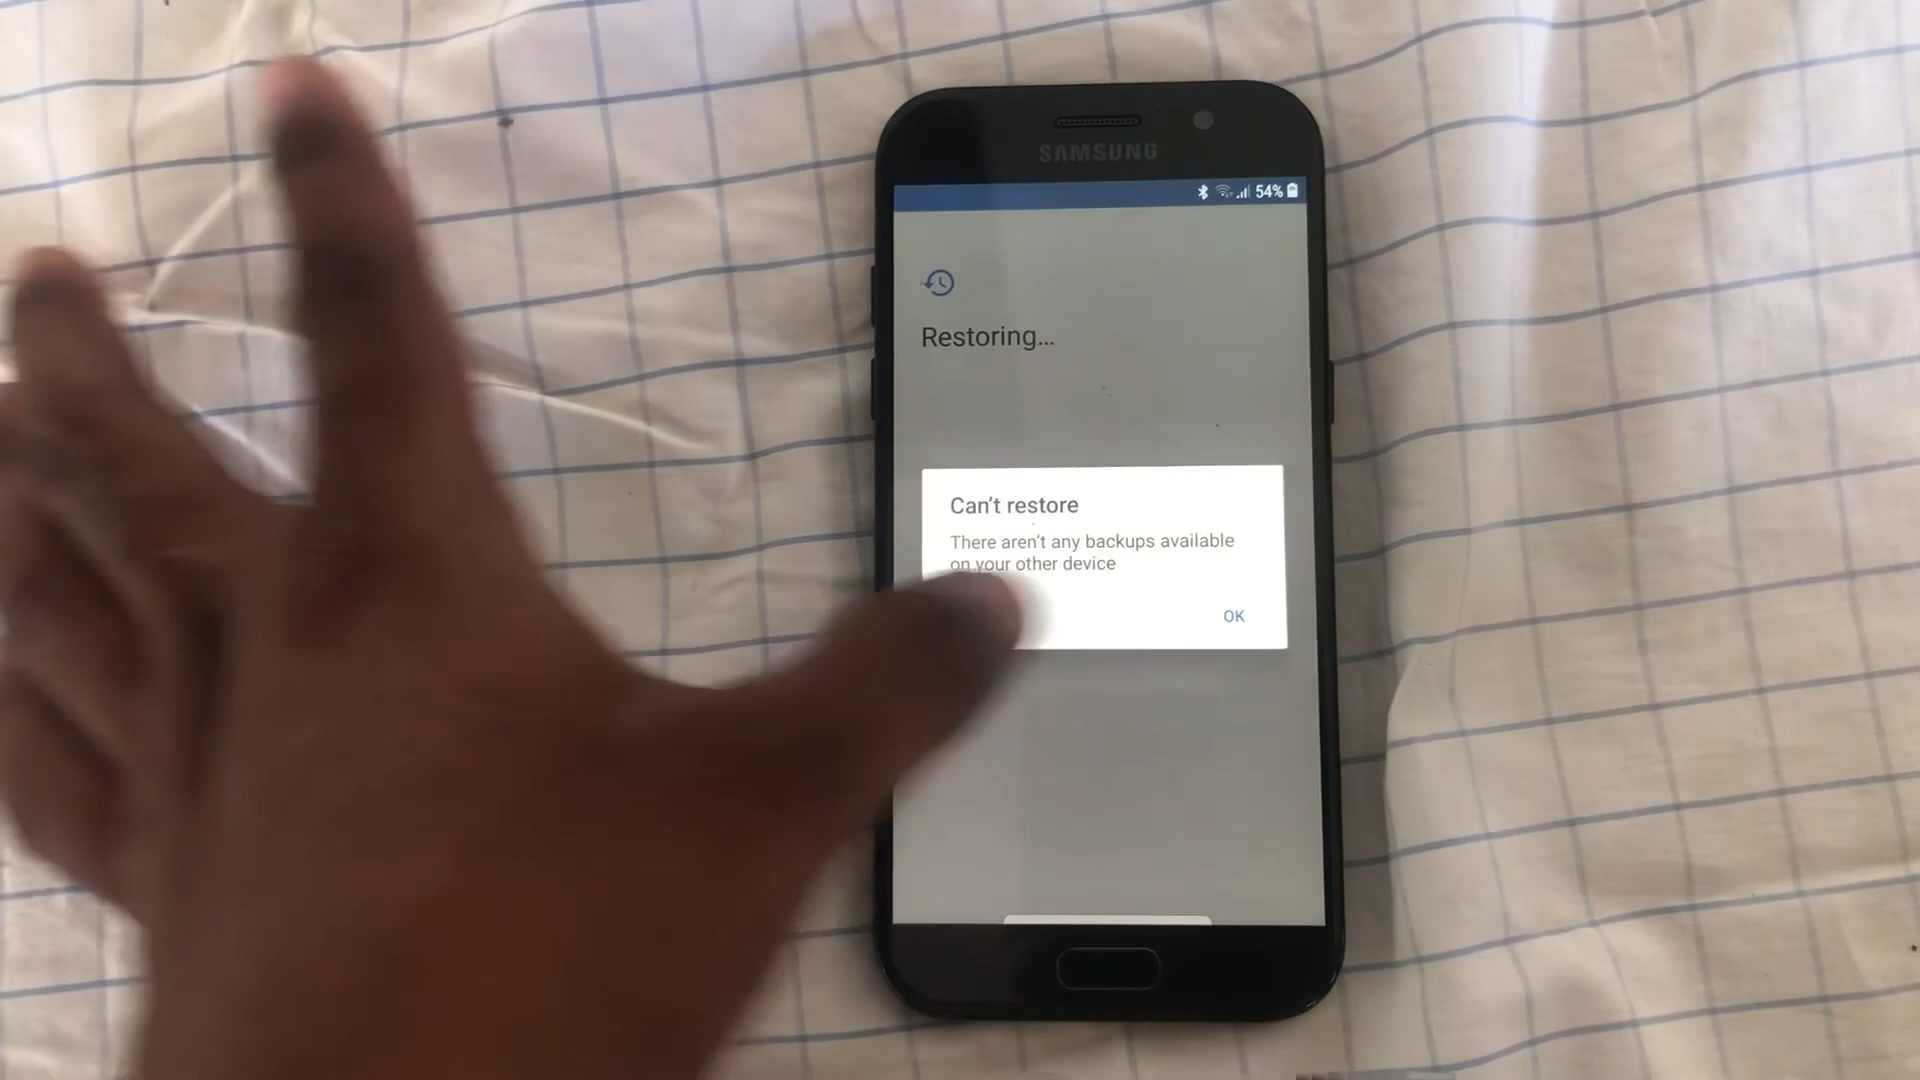 SAMSUNG
54%
Restoring...
Can't restore
There aren't any backups available
on your other device
OK